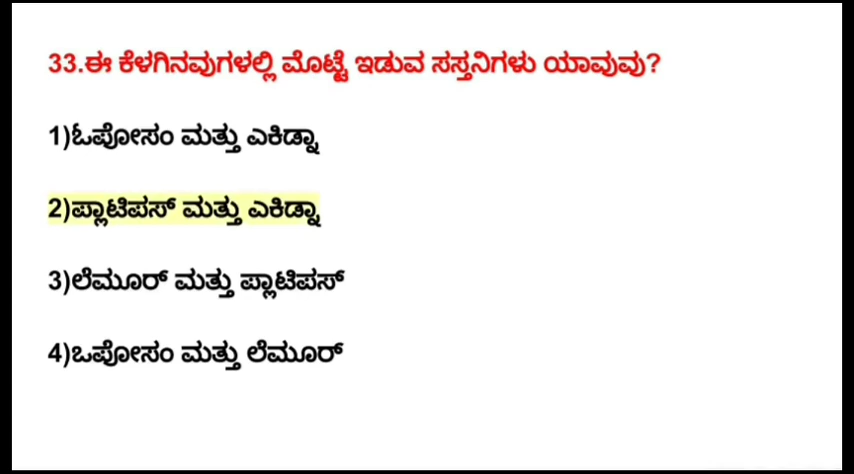 33.ಈ ಕೆಳಗಿನವುಗಳಲ್ಲಿ ಮೊಟ್ಟೆ ಇಡುವ ಸಸ್ತನಿಗಳು ಯಾವುವು?
1)ಓಪೋಸಂ ಮತ್ತು ಎಕಿಡ್ನಾ
2)ಪ್ಲಾಟಿಪಸ್ ಮತ್ತು ಎಕಿಡ್ನಾ
3)ಲೆಮೂರ್ ಮತ್ತು ಪ್ಲಾಟಿಪಸ್
4)ಒಪೋಸಂ ಮತ್ತು ಲೆಮೂರ್